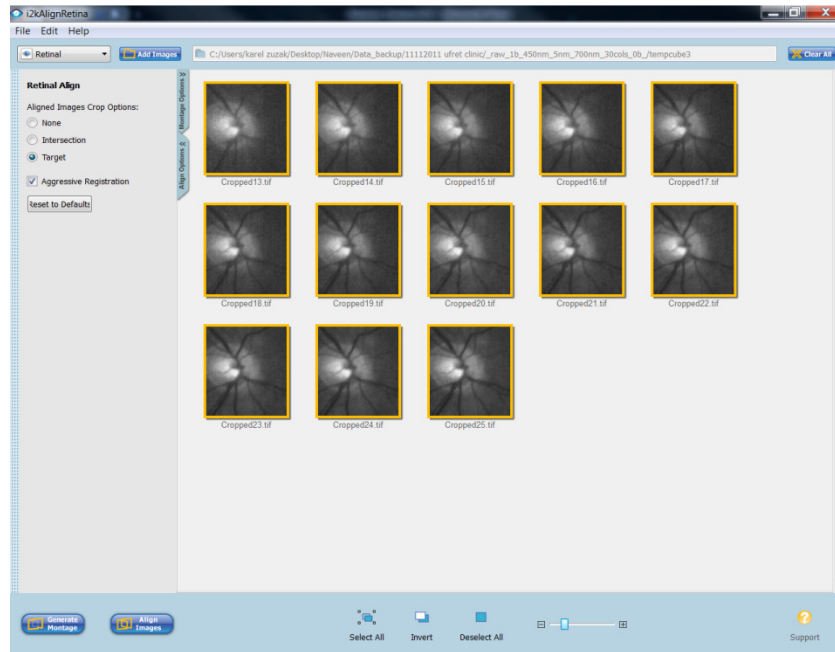 i2kAlignRetina
File Edit Help
Retinal
Add Images
C:/Users/karel zuzak/Desktop/Naveen/Data_backup/11112011 ufret clinic/_raw_1b_450nm_5nm_700nm_30cols_0b_/tempcube3
Clear All
Retinal Align
Aligned Images Crop Options:
None
Intersection
Target
Aggressive Registration
Reset to Defaults
Montage Options
Align Options
Cropped13.tif Cropped14.tif Cropped15.tif Cropped16.tif Cropped17.tif
Cropped18.tif Cropped19.tif Cropped20.tif Cropped21.tif Cropped22.tif
Cropped23.tif Cropped24.tif Cropped25.tif
Generate
Montage
Align
Images
Select All Invert Deselect All
Support